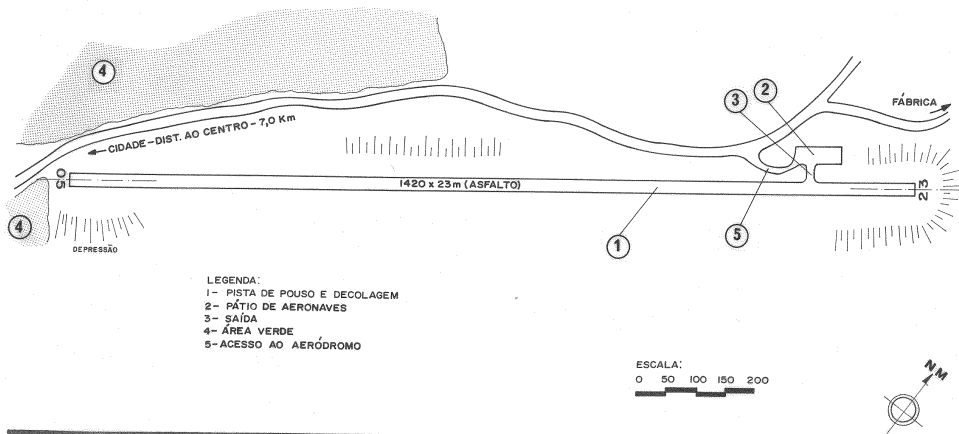 4
2
3
FÁBRICA
CIDADE-DIST. AO CENTRO-7,0 Km
05
1420 x 23m (ASFALTO)
23
4
DEPRESSÃO
1
5
LEGENDA:
1- PISTA DE POUSO E DECOLAGEM
2- PÁTIO DE AERONAVES
3- SAÍDA
4- ÁREA VERDE
5- ACESSO AO AERÓDROMO
ESCALA:
0 50 100 150 200
NM